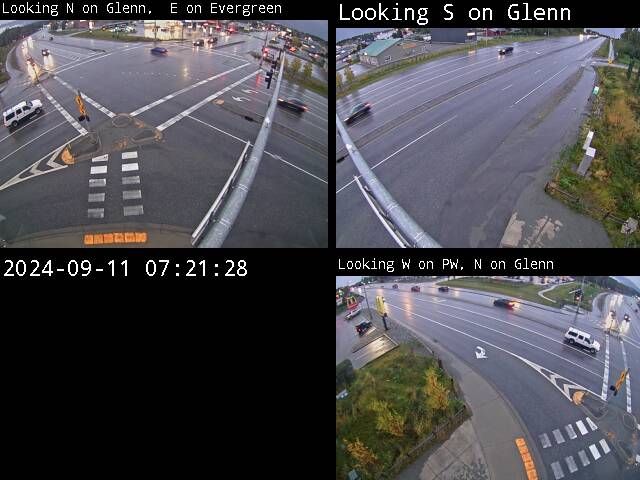 Looking N on Glenn,  E on Evergreen
Looking S on Glenn
2024-09-11 07:21:28
Looking W on PW, N on Glenn